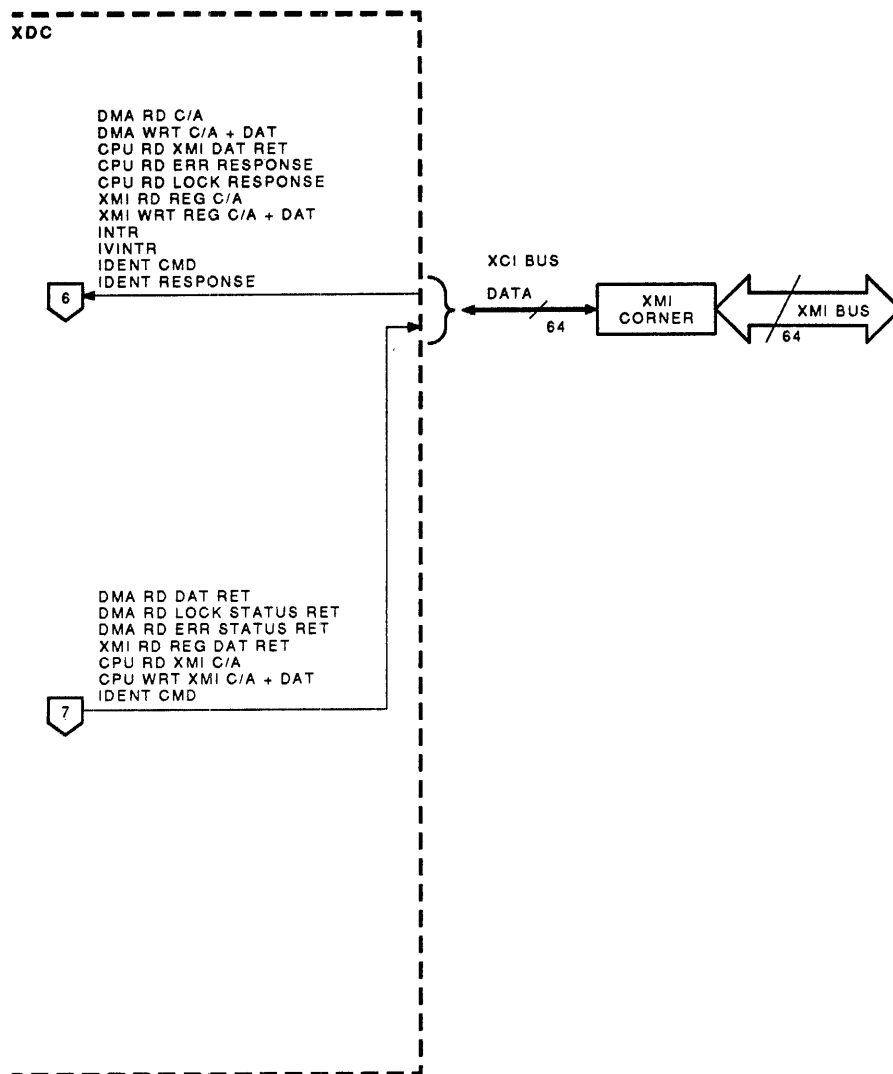 XDC
DMA RD C/A
DMA WRT C/A + DAT
CPU RD XMI DAT RET
CPU RD ERR RESPONSE
CPU RD LOCK RESPONSE
XMI RD REG C/A
XMI WRT REG C/A + DAT
INTR
IVINTR
IDENT CMD
IDENT RESPONSE
6
XCI BUS
DATA
64
XMI
CORNER
XMI BUS
64
DMA RD DAT RET
DMA RD LOCK STATUS RET
DMA RD ERR STATUS RET
XMI RD REG DAT RET
CPU RD XMI C/A
CPU WRT XMI C/A + DAT
IDENT CMD
7